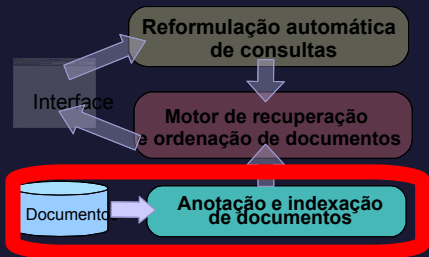 Reformulação automática
de consultas
Interface
Motor de recuperação
e ordenação de documentos
Documento
Anotação e indexação
de documentos